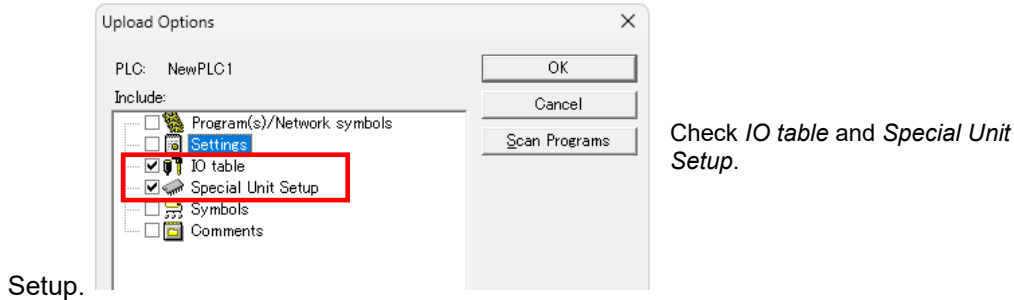 Upload Options
PLC: NewPLC1
Include:
Program(s)/Network symbols
Settings
IO table
Special Unit Setup
Symbols
Comments
OK
Cancel
Scan Programs
Check IO table and Special Unit
Setup.
Setup.